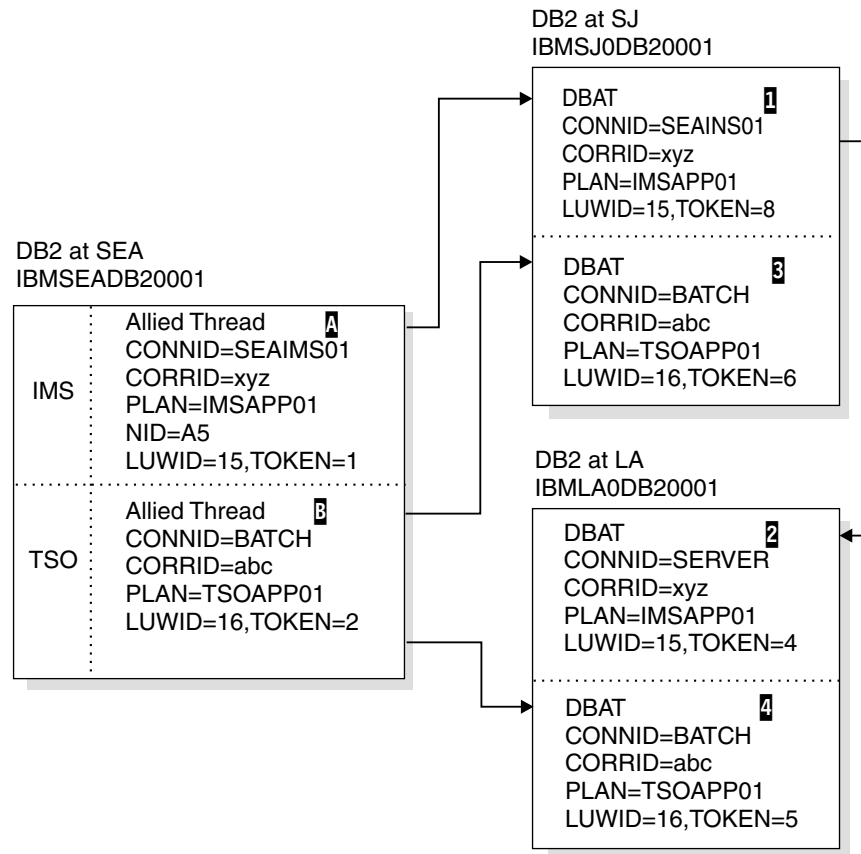 DB2 at SJ
IBMSJ0DB20001
DBAT 1
CONNID=SEAINS01
CORRID=xyz
PLAN=IMSAPP01
LUWID=15,TOKEN=8
DBAT 3
CONNID=BATCH
CORRID=abc
PLAN=TSOAPP01
LUWID=16,TOKEN=6
DB2 at SEA
IBMSEADB20001
IMS
Allied Thread A
CONNID=SEAIMS01
CORRID=xyz
PLAN=IMSAPP01
NID=A5
LUWID=15,TOKEN=1
TSO
Allied Thread B
CONNID=BATCH
CORRID=abc
PLAN=TSOAPP01
LUWID=16,TOKEN=2
DB2 at LA
IBMLA0DB20001
DBAT 2
CONNID=SERVER
CORRID=xyz
PLAN=IMSAPP01
LUWID=15,TOKEN=4
DBAT 4
CONNID=BATCH
CORRID=abc
PLAN=TSOAPP01
LUWID=16,TOKEN=5